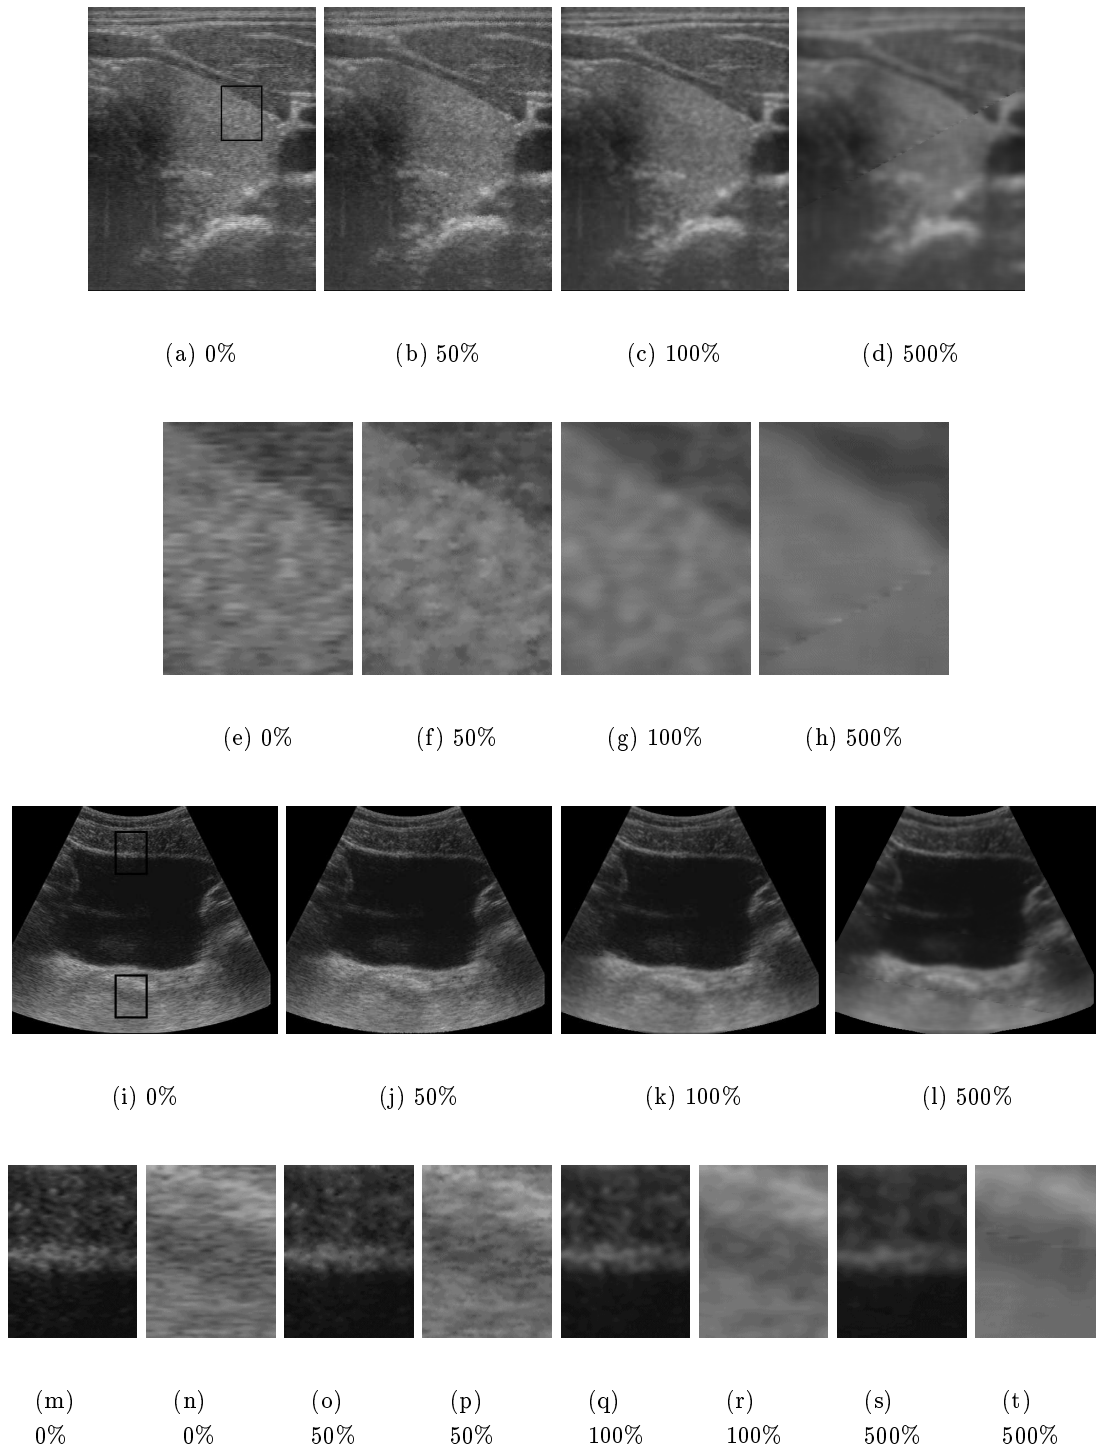 (a) 0% (b) 50% (c) 100% (d) 500%
(e) 0% (f) 50% (g) 100% (h) 500%
(i) 0% (j) 50% (k) 100% (l) 500%
(m) (n) (o) (p) (q) (r) (s) (t)
0% 0% 50% 50% 100% 100% 500% 500%